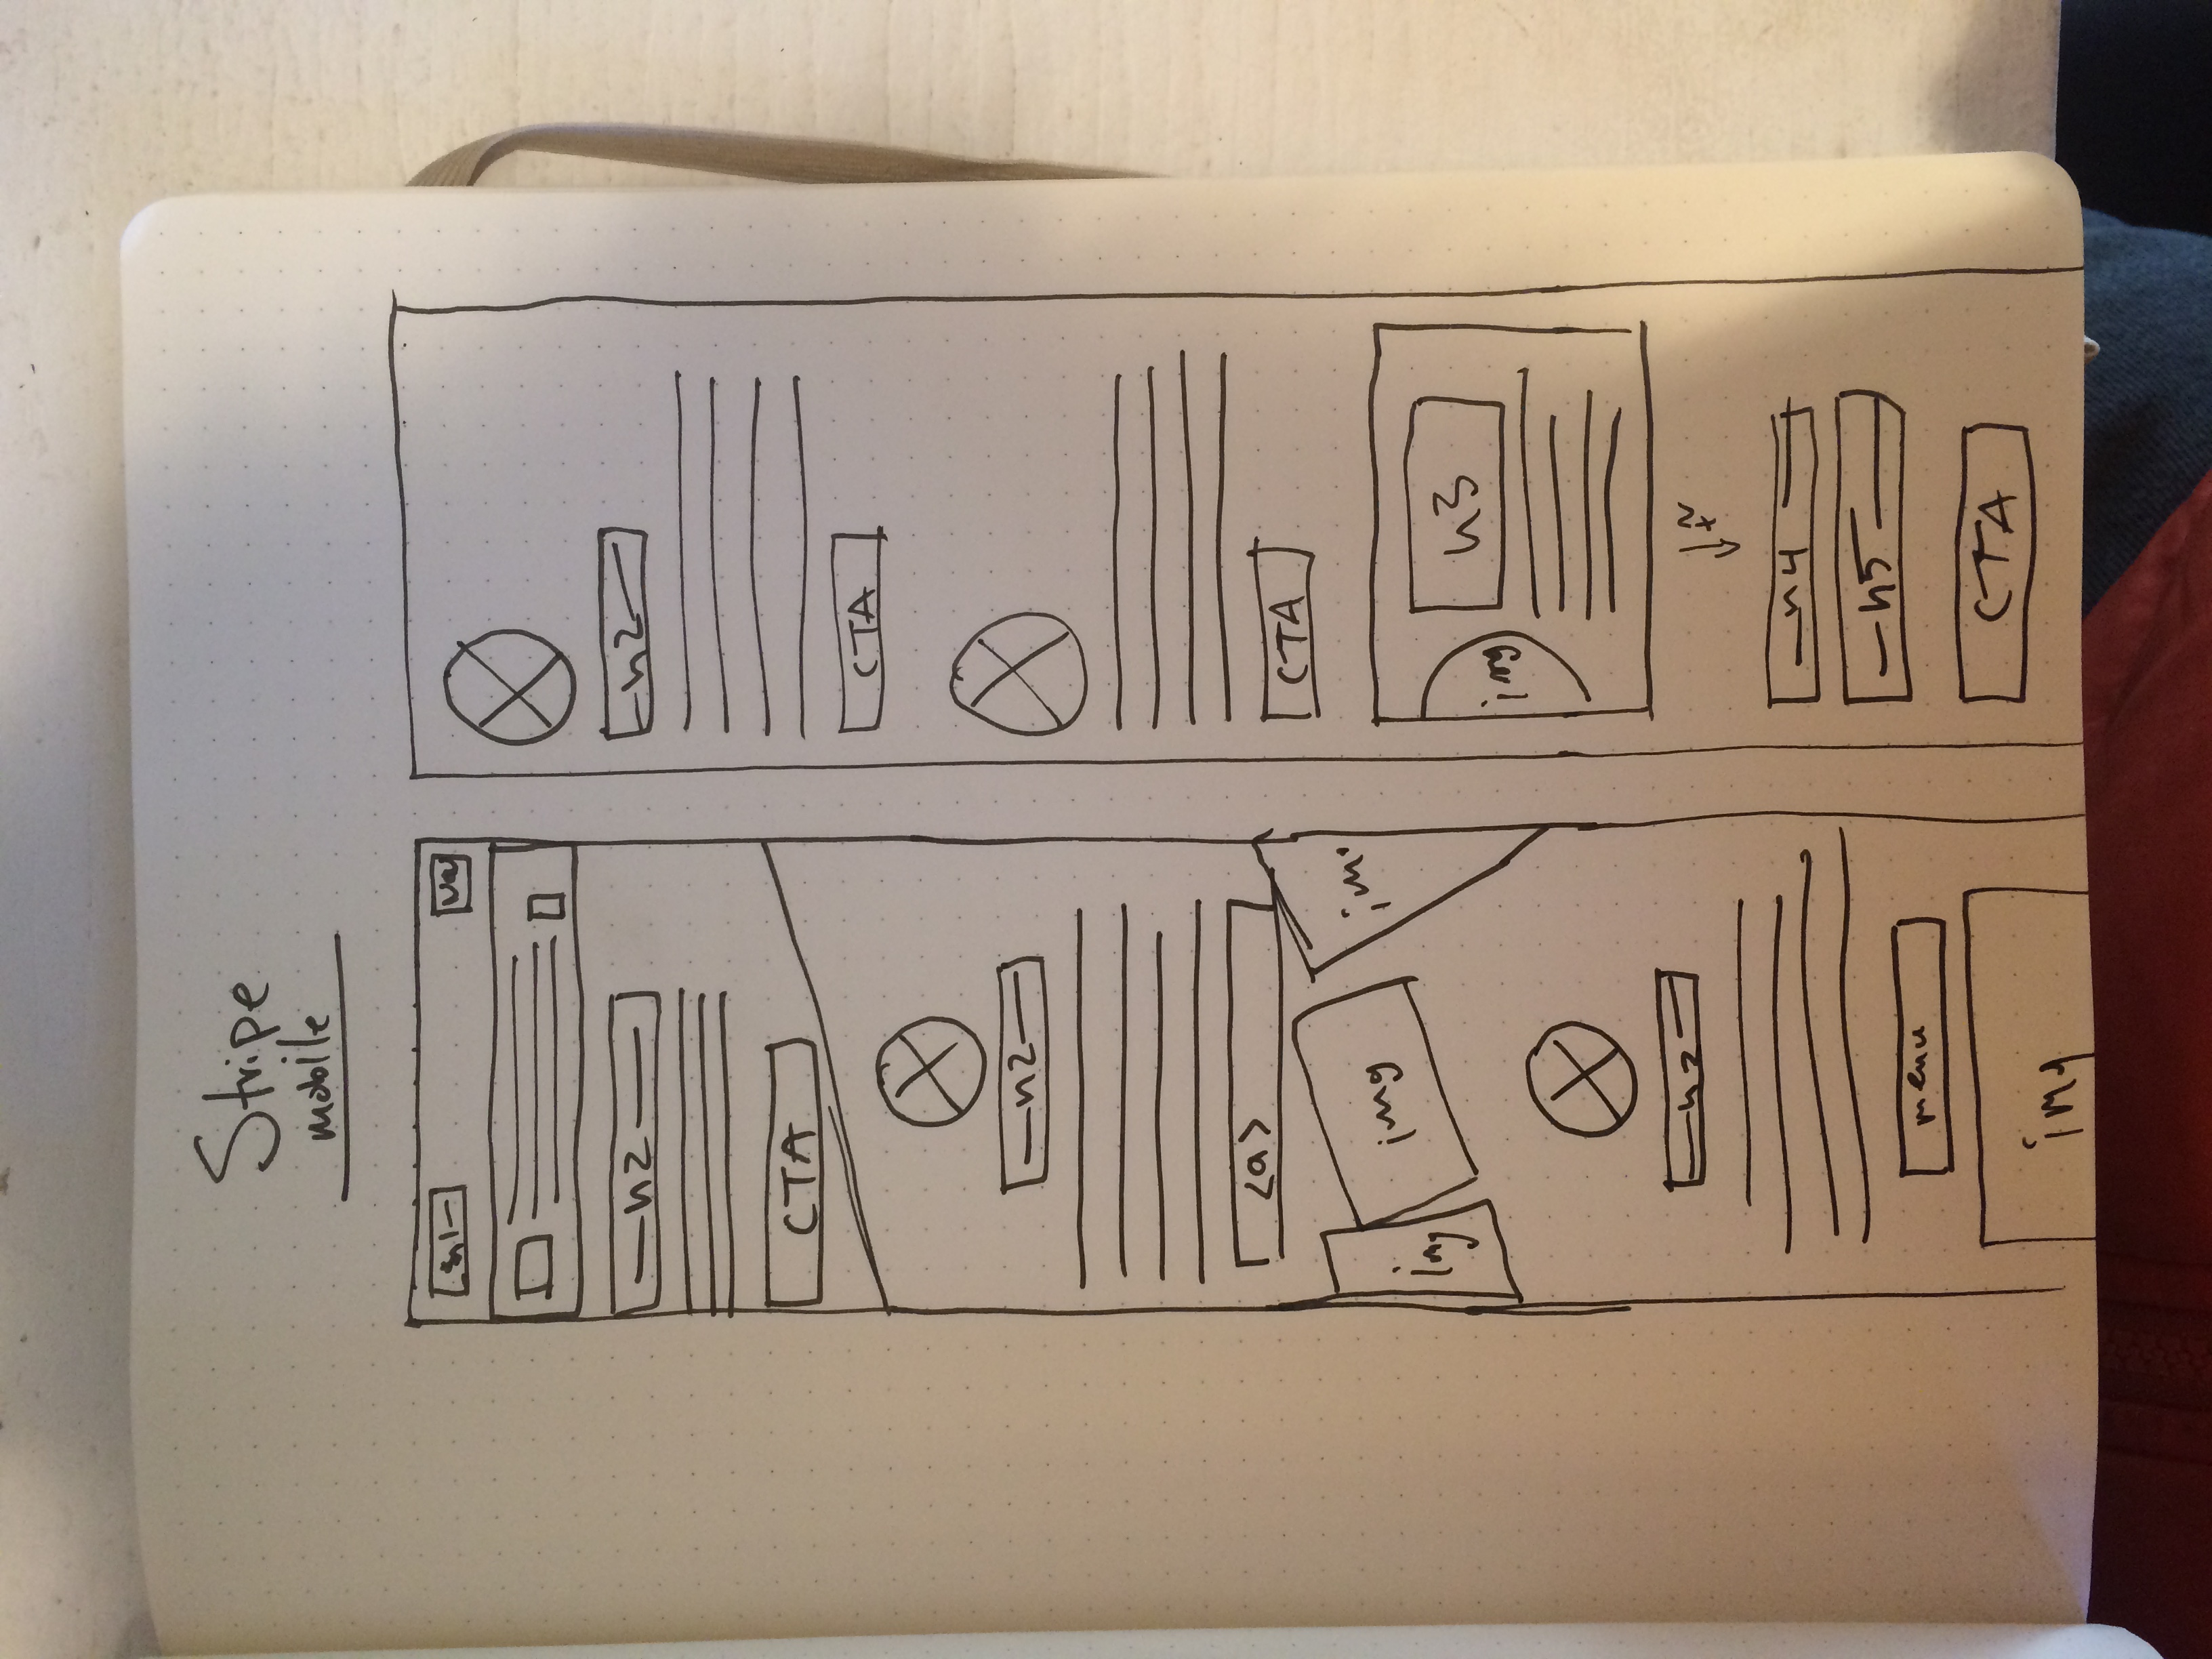 Stripe
mobile
h1
nav
h2
CTA
h2
<a>
img
img
im
h2
menu
img
h2
CTA
CTA
img
h3
h4
h5
CTA